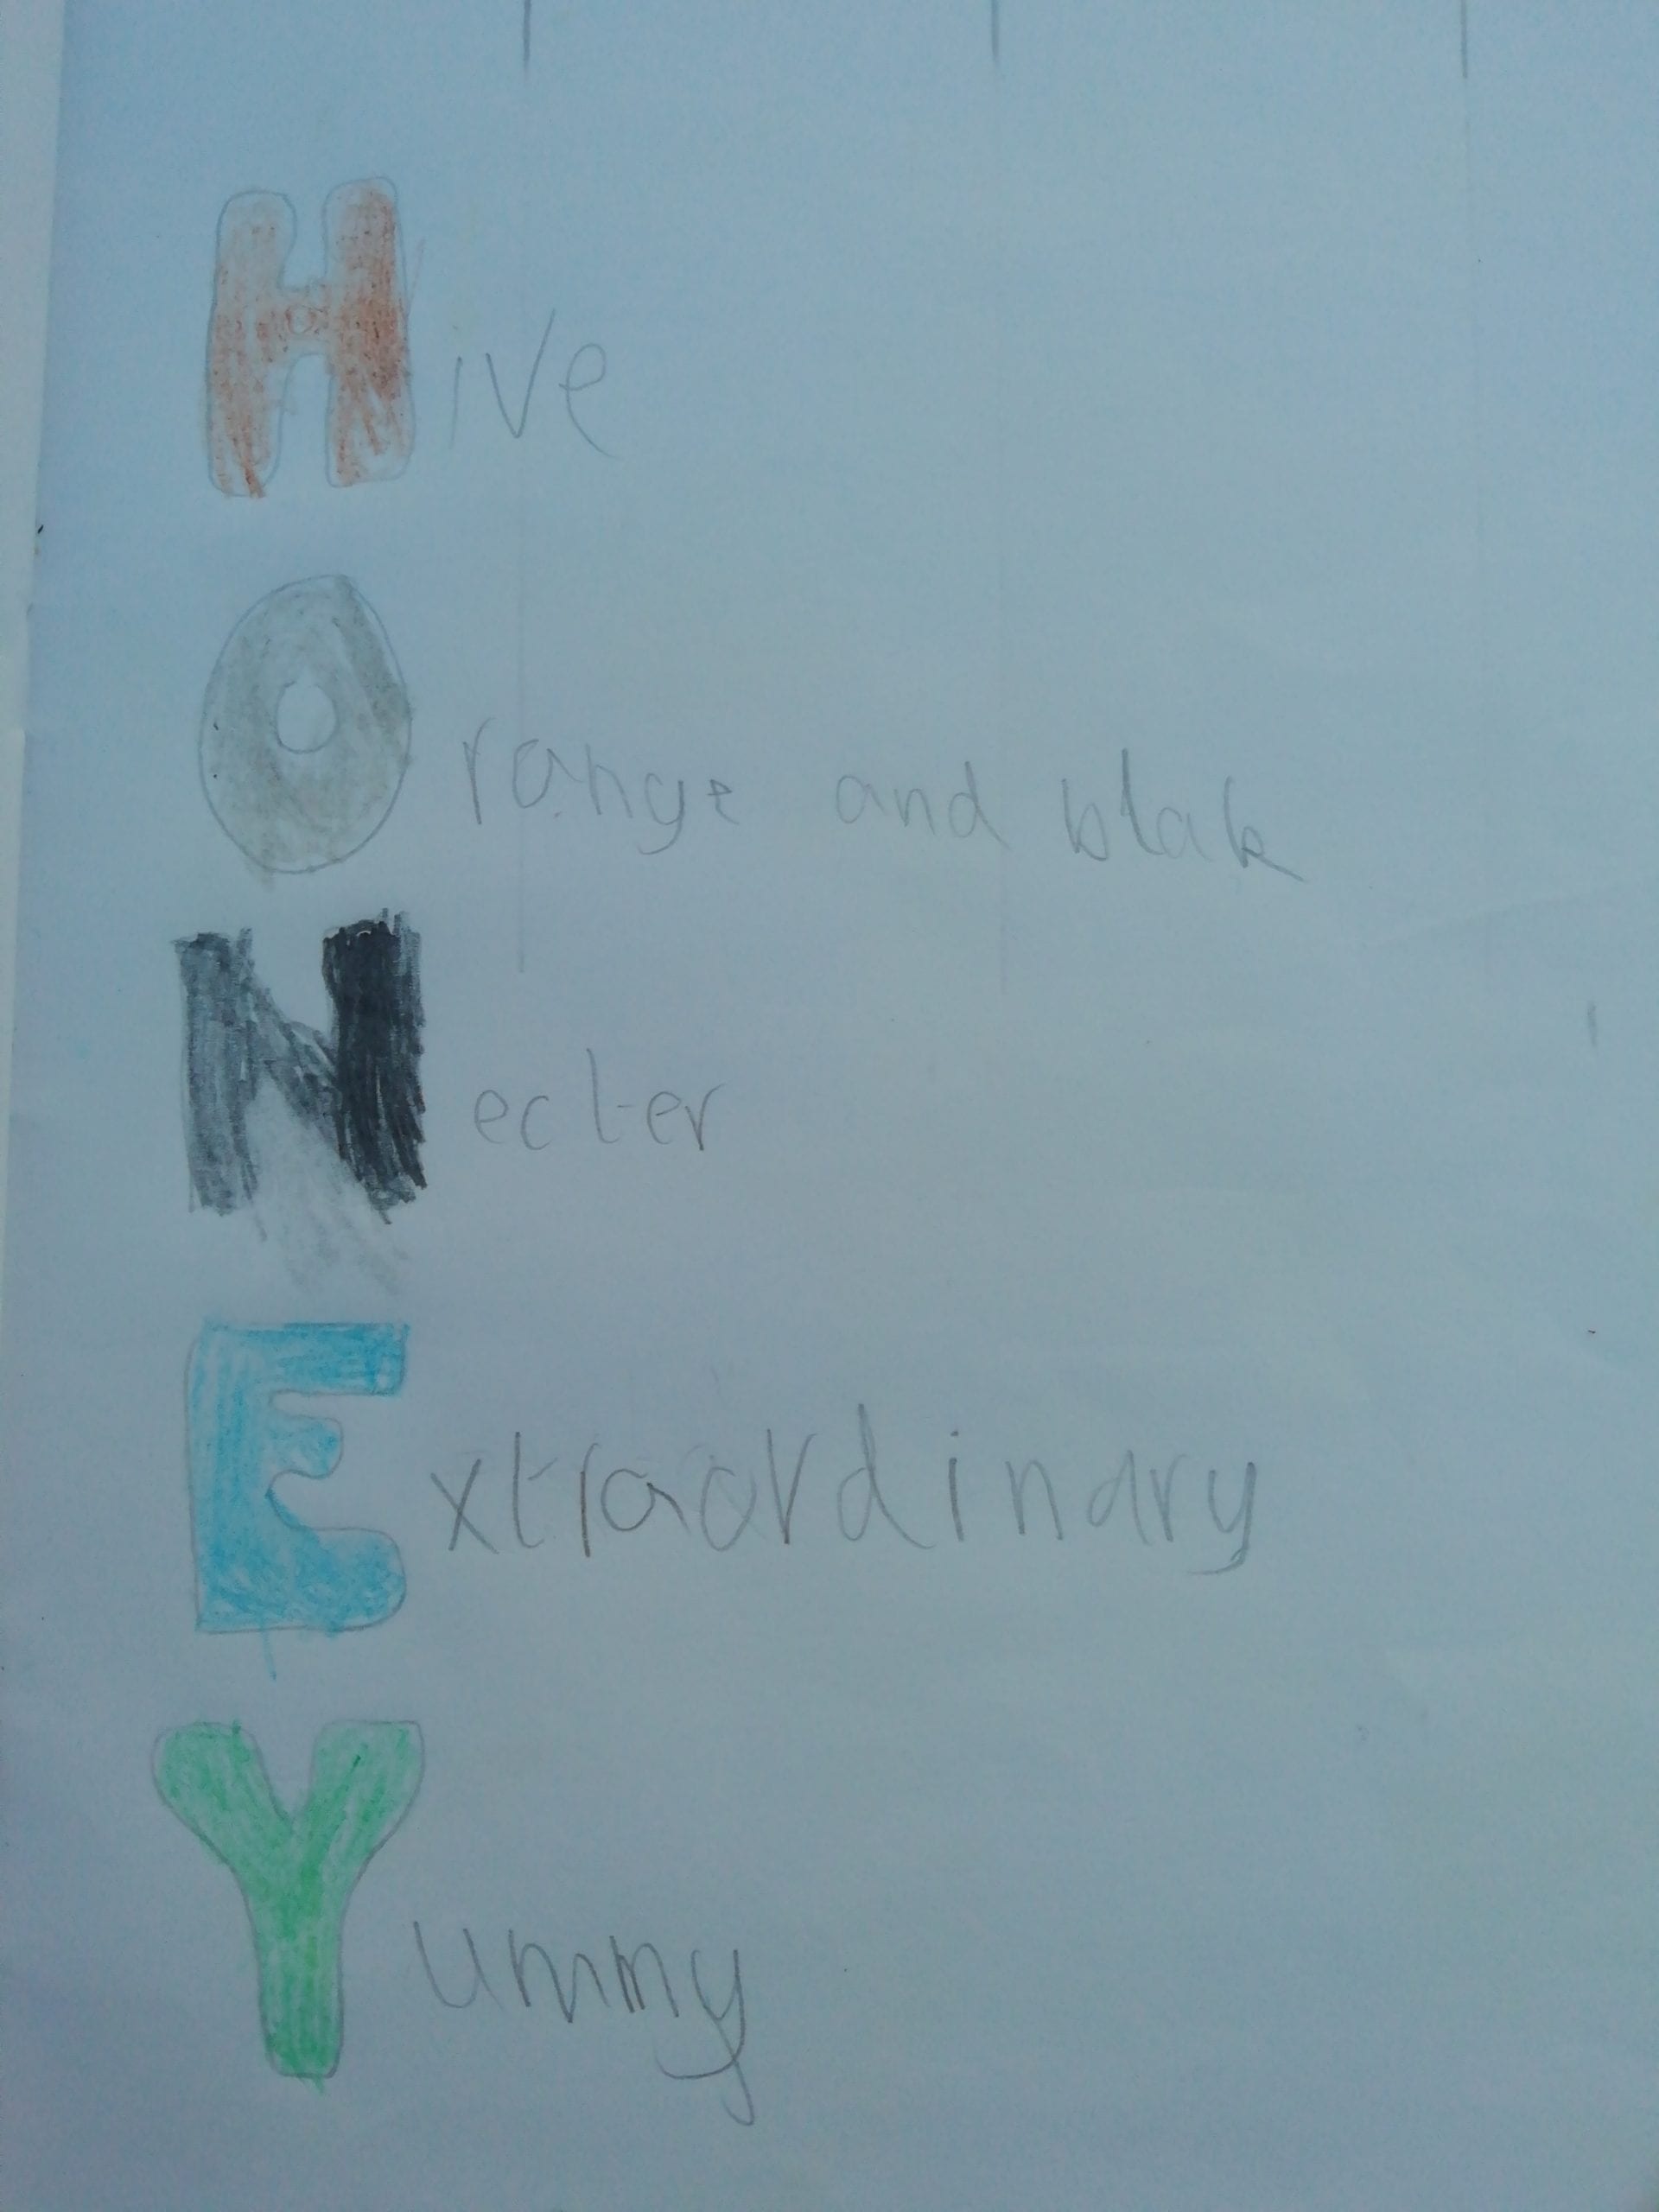 Hive
Orange and blak
Necter
Extraordinary
Yummy